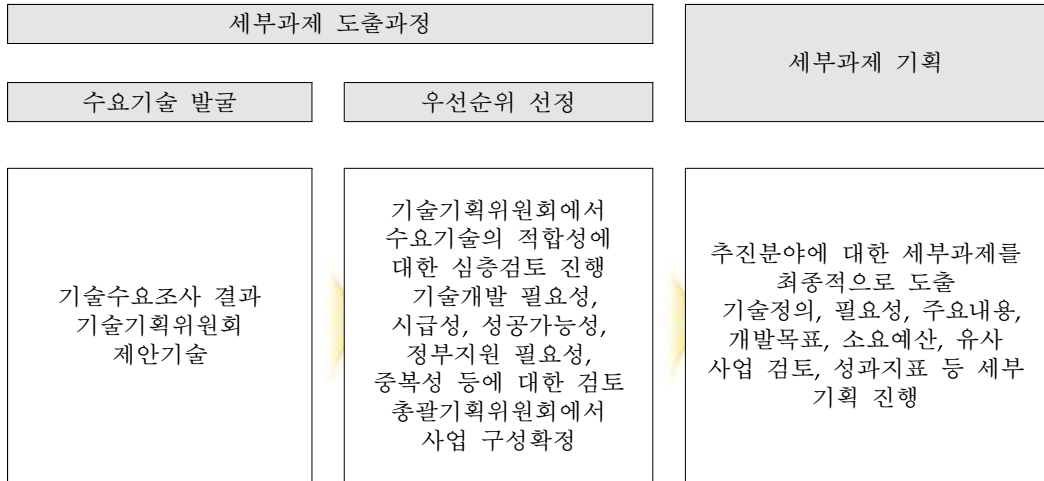 세부과제 도출과정
세부과제 기획
수요기술 발굴
우선순위 선정
기술수요조사 결과
기술기획위원회
제안기술
기술기획위원회에서
수요기술의 적합성에
대한 심층검토 진행
기술개발 필요성,
시급성, 성공가능성,
정부지원 필요성,
중복성 등에 대한 검토
총괄기획위원회에서
사업 구성확정
추진분야에 대한 세부과제를
최종적으로 도출
기술정의, 필요성, 주요내용,
개발목표, 소요예산, 유사
사업 검토, 성과지표 등 세부
기획 진행